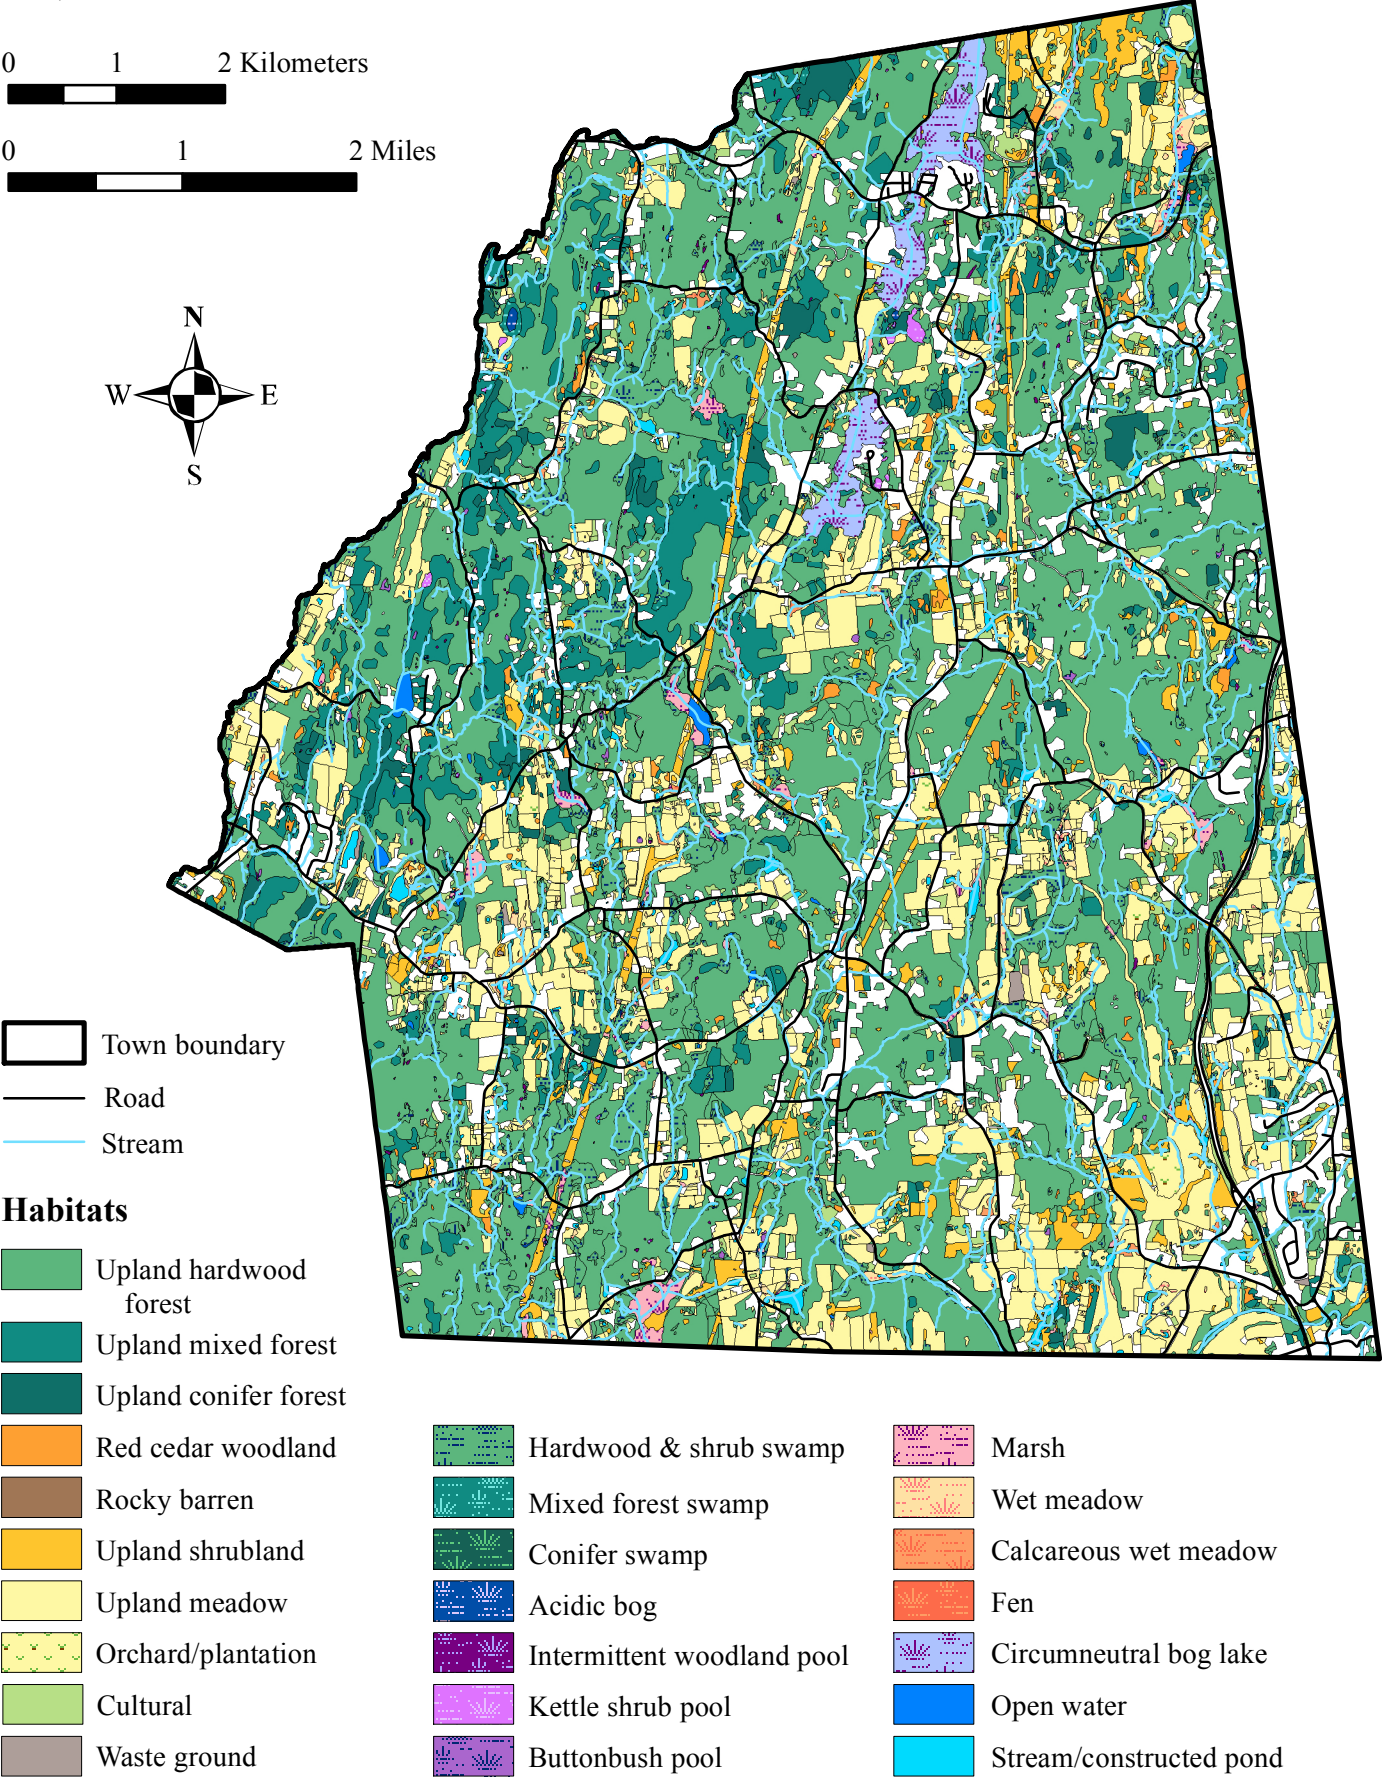 0 1 2 Kilometers
0 1 2 Miles
N
W E
S
Town boundary
Road
Stream
Habitats
Upland hardwood
forest
Upland mixed forest
Upland conifer forest
Red cedar woodland
Rocky barren
Upland shrubland
Upland meadow
Orchard/plantation
Cultural
Waste ground
Hardwood & shrub swamp
Mixed forest swamp
Conifer swamp
Acidic bog
Intermittent woodland pool
Kettle shrub pool
Buttonbush pool
Marsh
Wet meadow
Calcareous wet meadow
Fen
Circumneutral bog lake
Open water
Stream/constructed pond